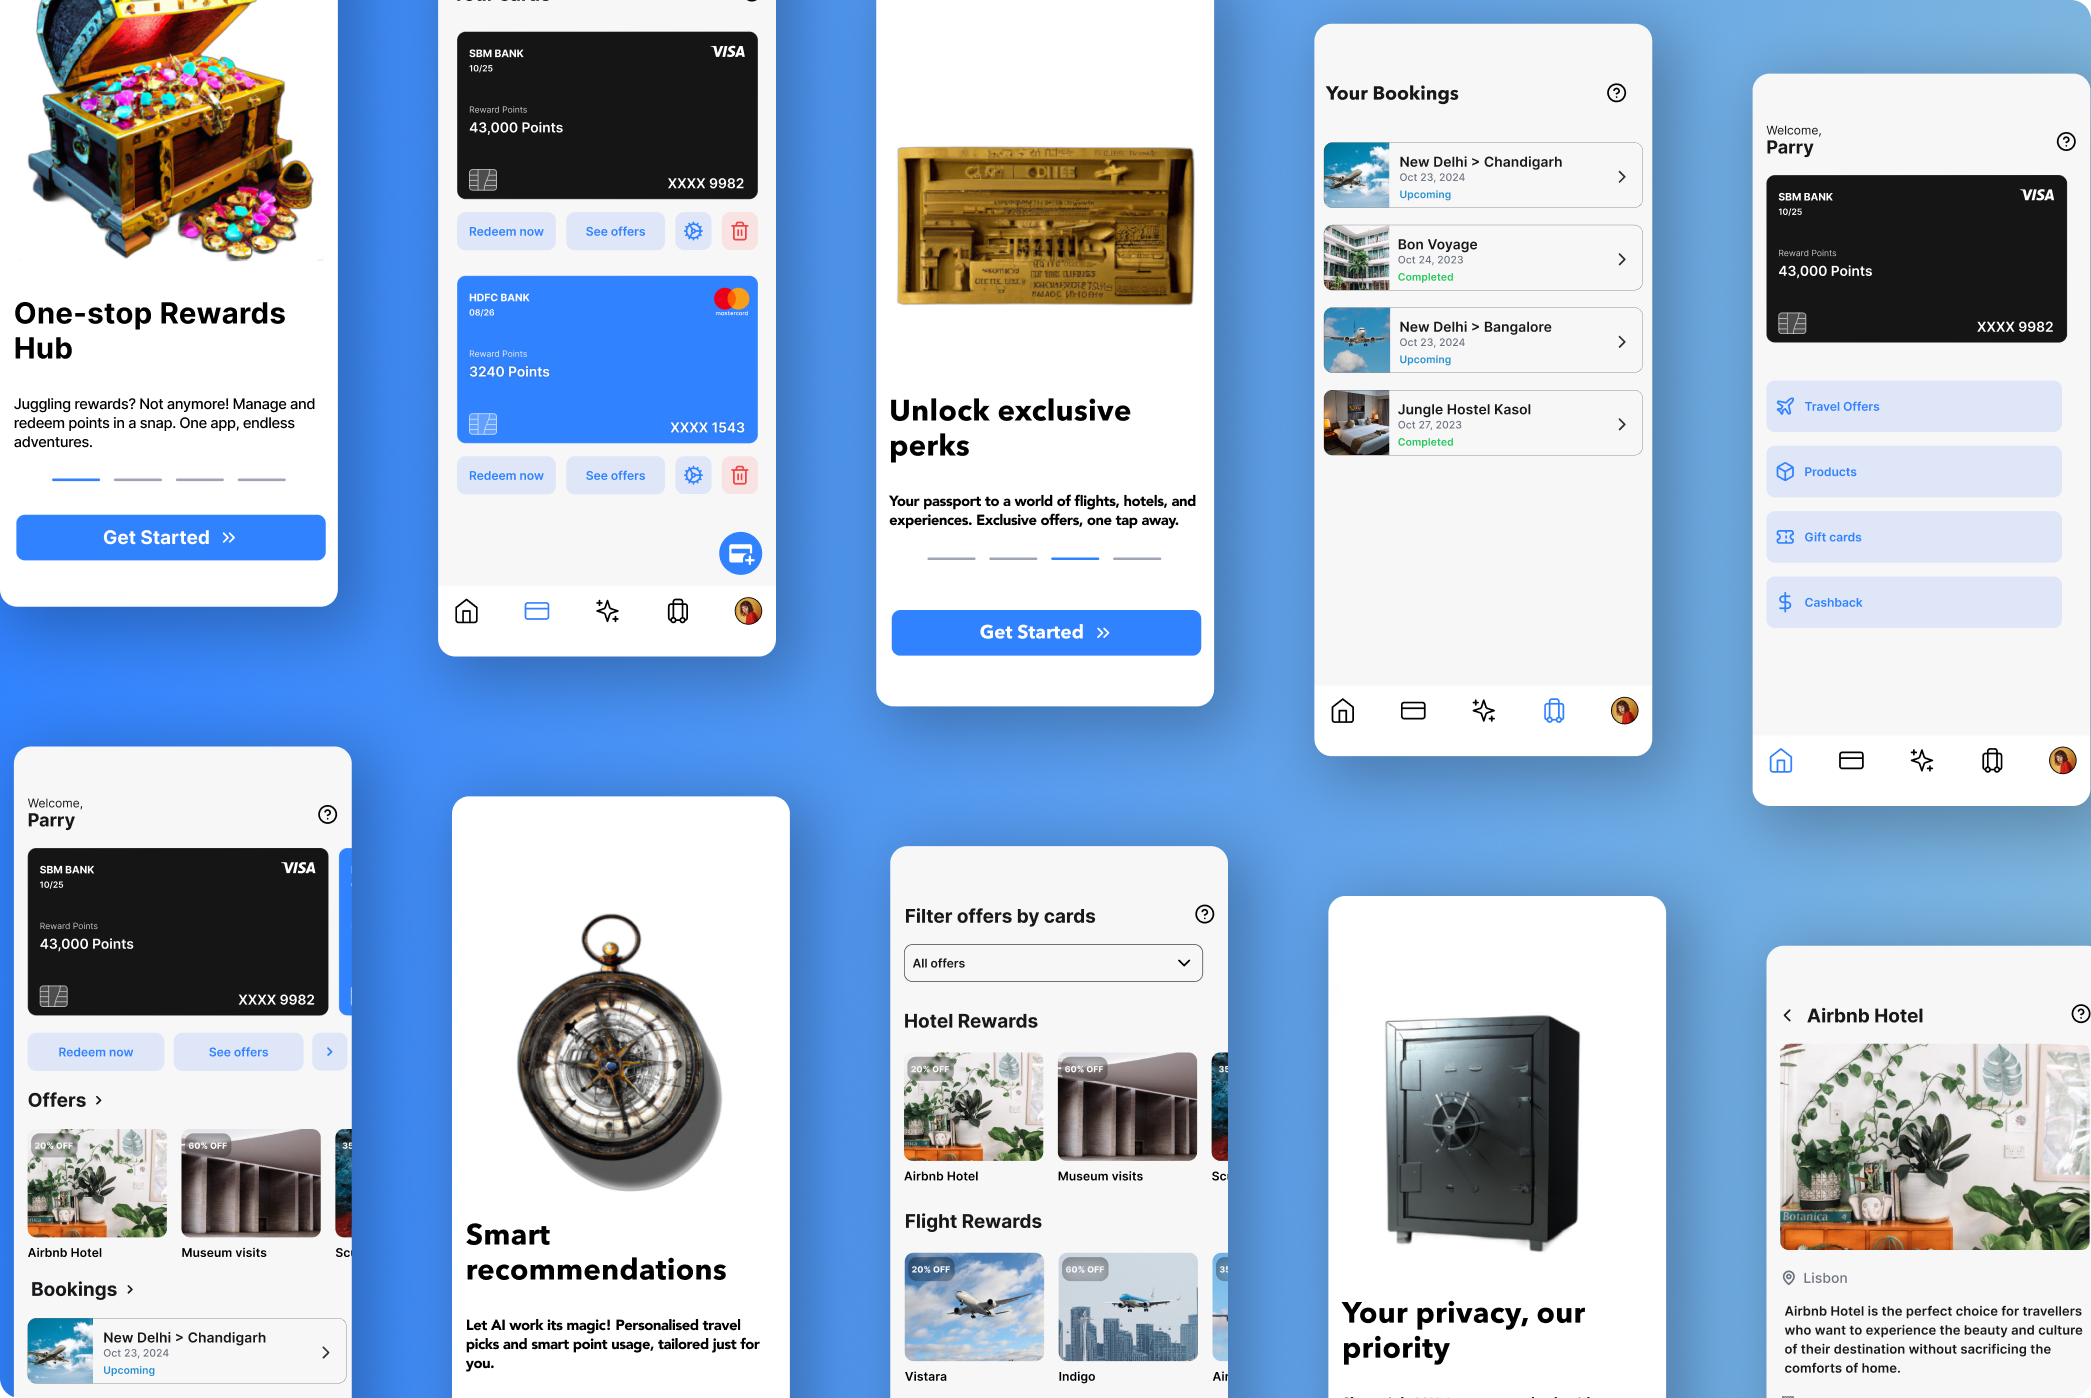 One-stop Rewards
Hub
Juggling rewards? Not anymore! Manage and
redeem points in a snap. One app, endless
adventures.
Get Started
SBM BANK
VISA
10/25
Reward Points
43,000 Points
XXXX 9982
Redeem now
See offers
HDFC BANK
08/26
mastercard
Reward Points
3240 Points
XXXX 1543
Redeem now
See offers
Unlock exclusive
perks
Your passport to a world of flights, hotels, and
experiences. Exclusive offers, one tap away.
Get Started
Your Bookings
New Delhi > Chandigarh
Oct 23, 2024
Upcoming
Bon Voyage
Oct 24, 2023
Completed
New Delhi > Bangalore
Oct 23, 2024
Upcoming
Jungle Hostel Kasol
Oct 27, 2023
Completed
Welcome,
Parry
SBM BANK
VISA
10/25
Reward Points
43,000 Points
XXXX 9982
Travel Offers
Products
Gift cards
Cashback
Welcome,
Parry
SBM BANK
VISA
10/25
Reward Points
43,000 Points
XXXX 9982
Redeem now
See offers
Offers
20% OFF
60% OFF
35
Airbnb Hotel
Museum visits
Bookings
New Delhi > Chandigarh
Oct 23, 2024
Upcoming
Smart
recommendations
Let AI work its magic! Personalised travel
picks and smart point usage, tailored just for
you.
Filter offers by cards
All offers
Hotel Rewards
20% OFF
60% OFF
35
Airbnb Hotel
Museum visits
Flight Rewards
20% OFF
60% OFF
Vistara
Indigo
Your privacy, our
priority
Airbnb Hotel
Botanica
Lisbon
Airbnb Hotel is the perfect choice for travellers
who want to experience the beauty and culture
of their destination without sacrificing the
comforts of home.